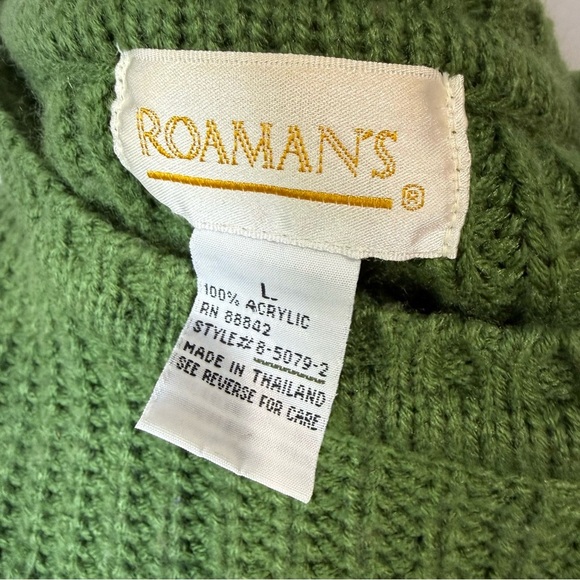 ROAMAN'S ®
L
100% ACRYLIC
RN 88842
STYLE# 8-5079-2
MADE IN THAILAND
SEE REVERSE FOR CARE